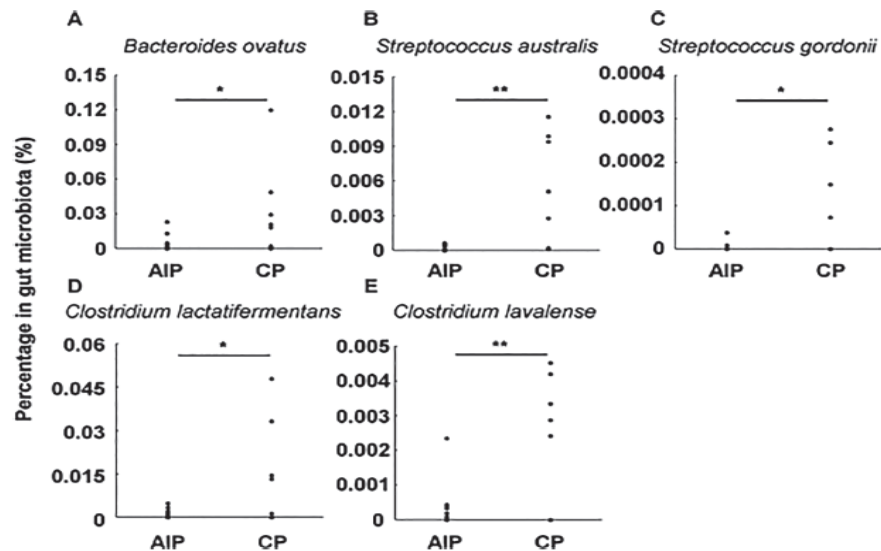 A
B
C
Bacteroides ovatus
Streptococcus australis
Streptococcus gordonii
Percentage in gut microbiota (%)
0.15
0.12
0.09
0.06
0.03
0
*
AIP CP
0.015
0.012
0.009
0.006
0.003
0
**
AIP CP
0.0004
0.0003
0.0002
0.0001
0
*
AIP CP
D
E
Clostridium lactatifermentans
Clostridium lavalense
0.06
0.045
0.03
0.015
0
*
AIP CP
0.005
0.004
0.003
0.002
0.001
0
**
AIP CP